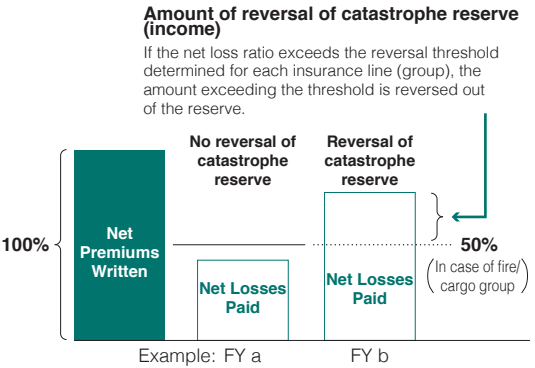 Amount of reversal of catastrophe reserve
(income)
If the net loss ratio exceeds the reversal threshold
determined for each insurance line (group), the
amount exceeding the threshold is reversed out
of the reserve.
No reversal of
catastrophe
reserve
Reversal of
catastrophe
reserve
100%
Net
Premiums
Written
Net Losses
Paid
Net Losses
Paid
50%
(In case of fire/
cargo group)
Example: FY a
FY b